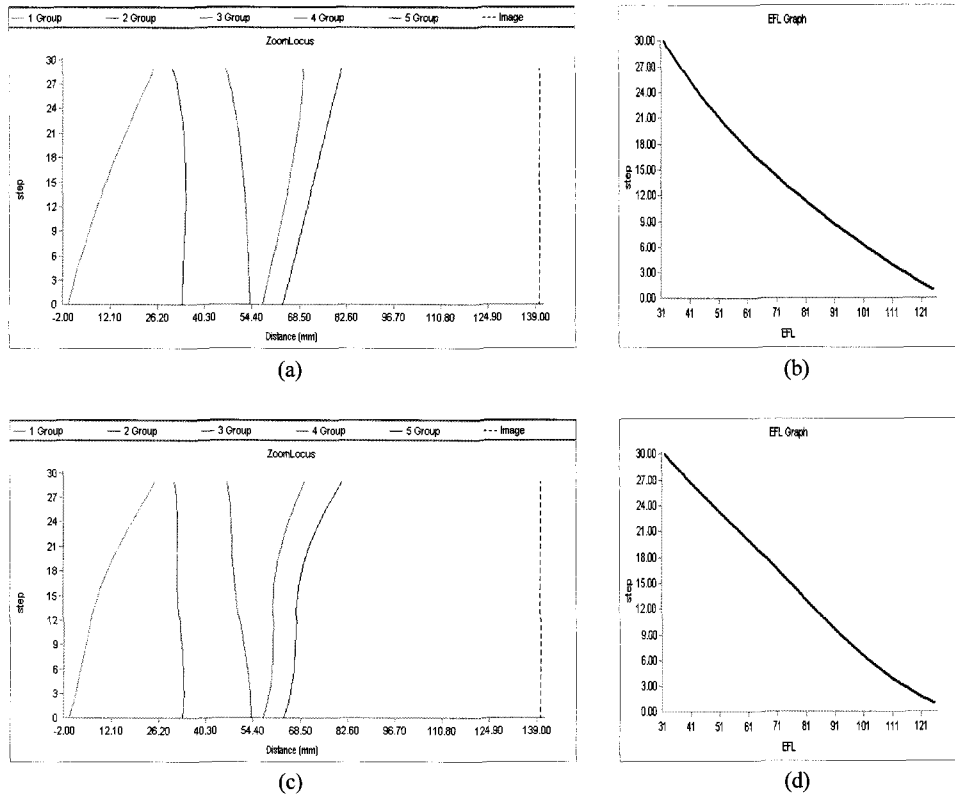 1 Group 2 Group 3 Group 4 Group 5 Group Image
ZoomLocus
30
27
24
21
18
15
12
9
6
3
0
step
-2.00 12.10 26.20 40.30 54.40 68.50 82.60 96.70 110.80 124.90 139.00
Distance (mm)
(a)
EFL Graph
30.00
27.00
24.00
21.00
18.00
15.00
12.00
9.00
6.00
3.00
0.00
step
31 41 51 61 71 81 91 101 111 121
EFL
(b)
1 Group 2 Group 3 Group 4 Group 5 Group Image
ZoomLocus
30
27
24
21
18
15
12
9
6
3
0
step
-2.00 12.10 26.20 40.30 54.40 68.50 82.60 96.70 110.80 124.90 139.00
Distance (mm)
(c)
EFL Graph
30.00
27.00
24.00
21.00
18.00
15.00
12.00
9.00
6.00
3.00
0.00
step
31 41 51 61 71 81 91 101 111 121
EFL
(d)